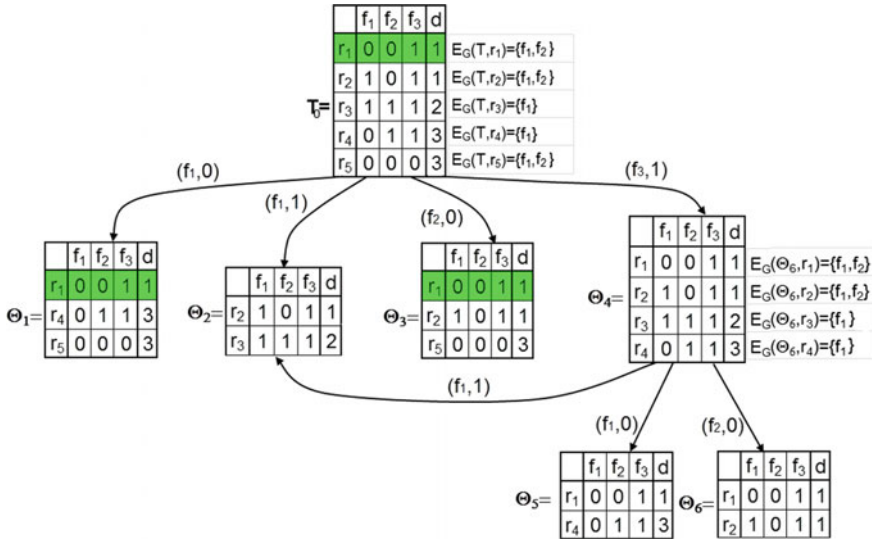 f₁ f₂ f₃ d
r₁ 0 0 1 1 E_G(T,r₁)={f₁,f₂}
r₂ 1 0 1 1 E_G(T,r₂)={f₁,f₂}
T₀= r₃ 1 1 1 2 E_G(T,r₃)={f₁}
r₄ 0 1 1 3 E_G(T,r₄)={f₁}
r₅ 0 0 0 3 E_G(T,r₅)={f₁,f₂}
(f₁,0)
(f₁,1)
(f₂,0)
(f₃,1)
f₁ f₂ f₃ d
r₁ 0 0 1 1
Θ₁= r₄ 0 1 1 3
r₅ 0 0 0 3
f₁ f₂ f₃ d
Θ₂= r₂ 1 0 1 1
r₃ 1 1 1 2
f₁ f₂ f₃ d
r₁ 0 0 1 1
Θ₃= r₂ 1 0 1 1
r₅ 0 0 0 3
f₁ f₂ f₃ d
r₁ 0 0 1 1 E_G(Θ₆,r₁)={f₁,f₂}
Θ₄= r₂ 1 0 1 1 E_G(Θ₆,r₂)={f₁,f₂}
r₃ 1 1 1 2 E_G(Θ₆,r₃)={f₁}
r₄ 0 1 1 3 E_G(Θ₆,r₄)={f₁}
(f₁,1)
(f₁,0)
(f₂,0)
f₁ f₂ f₃ d
Θ₅= r₁ 0 0 1 1
r₄ 0 1 1 3
f₁ f₂ f₃ d
Θ₆= r₁ 0 0 1 1
r₂ 1 0 1 1